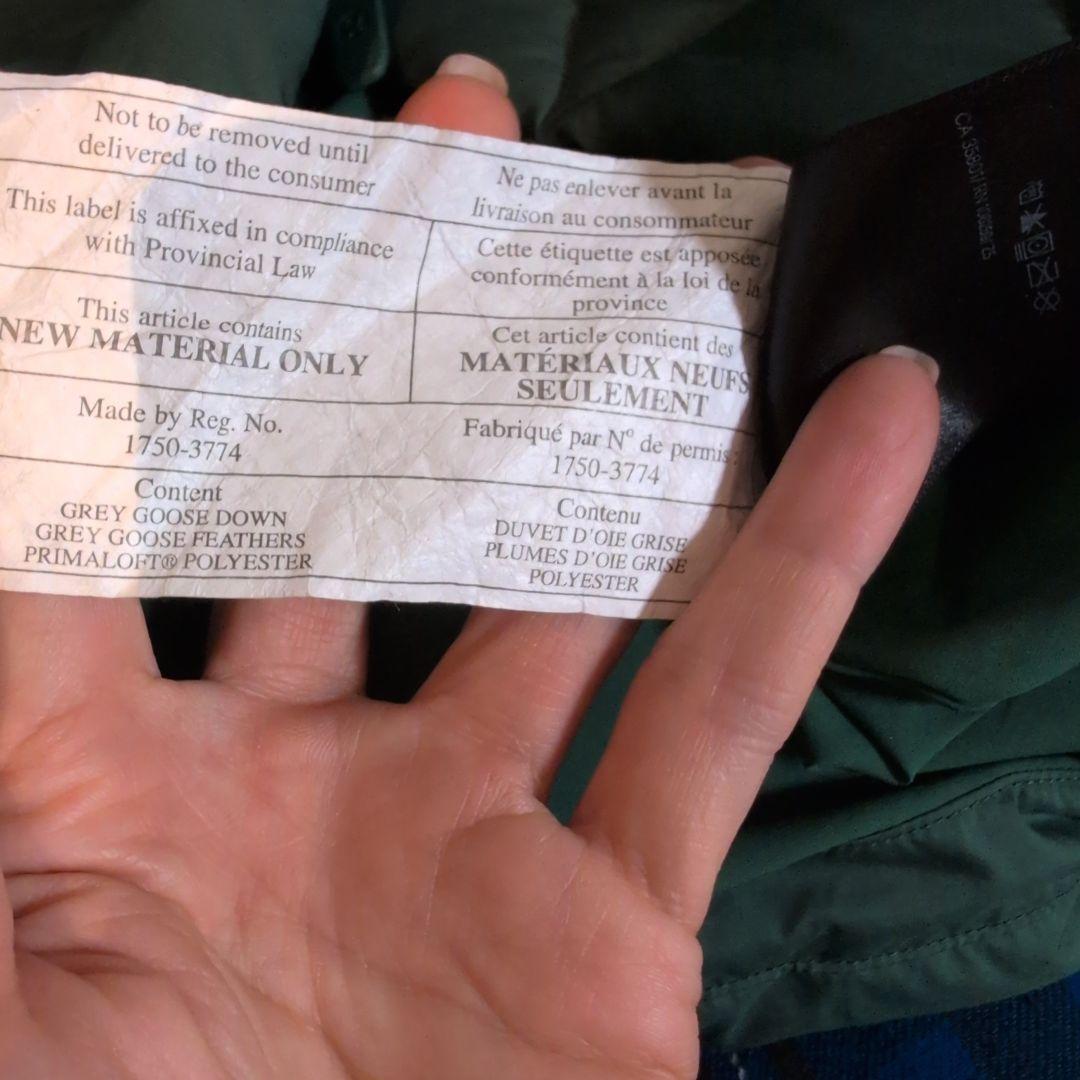 Not to be removed until
delivered to the consumer
Ne pas enlever avant la
livraison au consommateur
This label is affixed in compliance
with Provincial Law
Cette étiquette est apposée
conformément à la loi de la
province
This article contains
NEW MATERIAL ONLY
Cet article contient des
MATÉRIAUX NEUFS
SEULEMENT
Made by Reg. No.
1750-3774
Fabriqué par Nº de permis :
1750-3774
Content
GREY GOOSE DOWN
GREY GOOSE FEATHERS
PRIMALOFT® POLYESTER
Contenu
DUVET D'OIE GRISE
PLUMES D'OIE GRISE
POLYESTER
CA